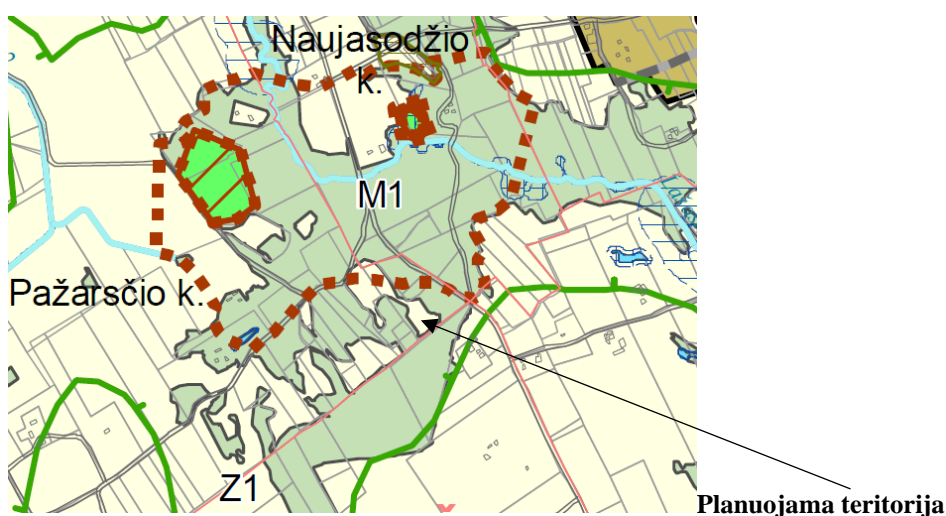 Naujasodžio
k.
M1
Pažarsčio k.
Z1
Planuojama teritorija